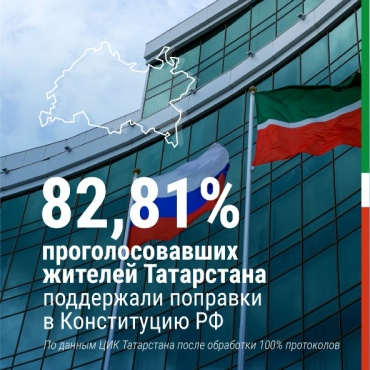 82,81%
проголосовавших
жителей Татарстана
поддержали поправки
в Конституцию РФ
По данным ЦИК Татарстана после обработки 100% протоколов